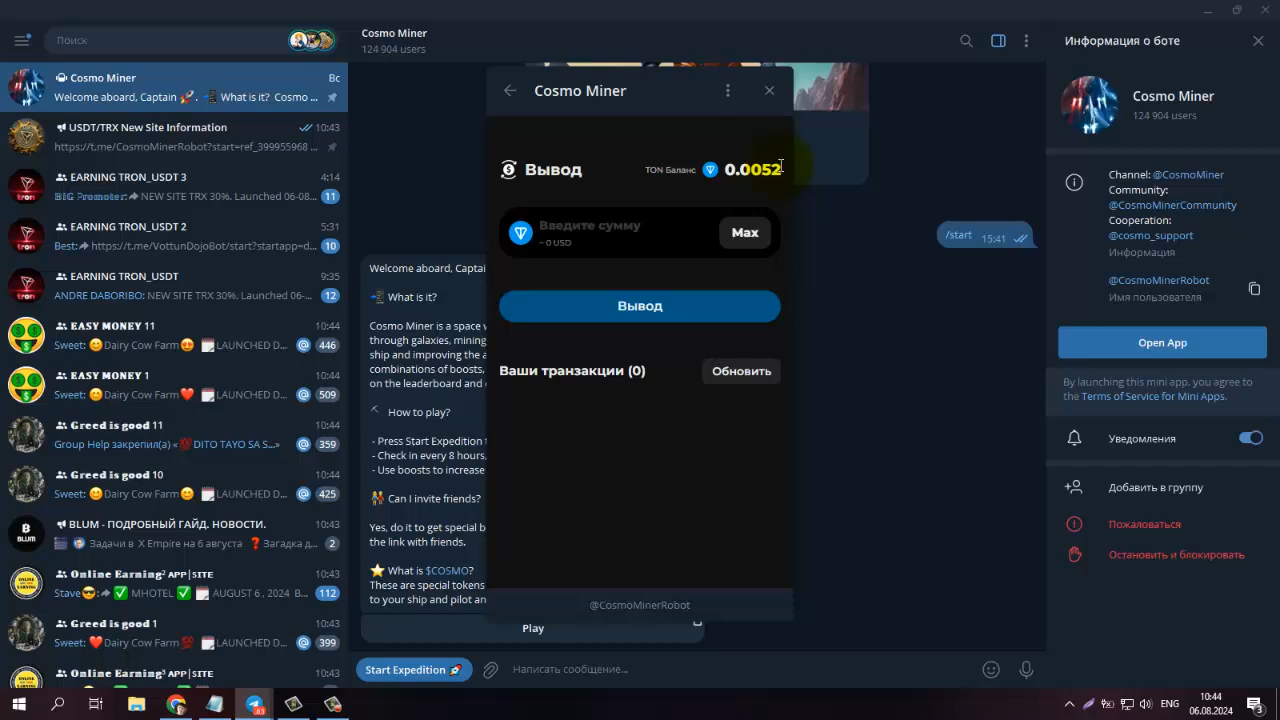 Поиск
Cosmo Miner
Вс
Welcome aboard, Captain 🚀. 📲 What is it? Cosmo ...
USDT/TRX New Site Information
10:43
https://t.me/CosmoMinerRobot?start=ref_399955968 ...
EARNING TRON_USDT 3
4:14
𝐁𝐈𝐆 𝐏𝐫𝐨𝐦𝐨𝐭𝐞𝐫: NEW SITE TRX 30%. Launched 06-08...
11
EARNING TRON_USDT 2
5:31
Best: https://t.me/VottunDojoBot/start?startapp=d...
10
EARNING TRON_USDT
9:35
ANDRE DABORIBO: NEW SITE TRX 30%. Launched 06-...
12
𝐄𝐀𝐒𝐘 𝐌𝐎𝐍𝐄𝐘 11
10:44
Sweet: 😀Dairy Cow Farm😍 🗓LAUNCHED D...
@ 446
𝐄𝐀𝐒𝐘 𝐌𝐎𝐍𝐄𝐘 1
10:44
Sweet: 😀Dairy Cow Farm❤️ 🗓LAUNCHED D...
@ 509
𝐆𝐫𝐞𝐞𝐝 𝐢𝐬 𝐠𝐨𝐨𝐝 11
10:44
Group Help закрепил(а) «💯DITO TAYO SA S...»
@ 359
𝐆𝐫𝐞𝐞𝐝 𝐢𝐬 𝐠𝐨𝐨𝐝 10
10:44
Sweet: 😀Dairy Cow Farm😀 🗓LAUNCHED D...
@ 425
BLUM
BLUM - ПОДРОБНЫЙ ГАЙД. НОВОСТИ.
10:43
Задачи в X Empire на 6 августа ❓Загадка д...
2
𝐎𝐧𝐥𝐢𝐧𝐞 𝐄𝐚𝐫𝐧𝐢𝐧𝐠² ᴀᴘᴘ|sɪᴛᴇ
10:43
Stave😎: ✅ MHOTEL ✅ 🗓 AUGUST 6 , 2024 B...
112
𝐆𝐫𝐞𝐞𝐝 𝐢𝐬 𝐠𝐨𝐨𝐝 1
10:43
Sweet: ❤️Dairy Cow Farm💯 🗓LAUNCHED D...
@ 399
𝐄𝐀𝐒𝐘 𝐌𝐎𝐍𝐄𝐘
10:43
Cosmo Miner
124 904 users
/start 15:41
Welcome aboard, Captai
📲 What is it?
Cosmo Miner is a space w
through galaxies, mining
ship and improving the a
combinations of boosts,
on the leaderboard and e
⛏ How to play?
- Press Start Expedition t
- Check in every 8 hours,
- Use boosts to increase
👫 Can I invite friends?
Yes, do it to get special b
the link with friends.
⭐ What is $COSMO?
These are special tokens
to your ship and pilot an
Play
Start Expedition 🚀
Написать сообщение...
Cosmo Miner
Вывод
TON Баланс
0.0052
Введите сумму
~ 0 USD
Max
Вывод
Ваши транзакции (0)
Обновить
@CosmoMinerRobot
Информация о боте
Cosmo Miner
124 904 users
Channel: @CosmoMiner
Community:
@CosmoMinerCommunity
Cooperation:
@cosmo_support
Информация
@CosmoMinerRobot
Имя пользователя
Open App
By launching this mini app, you agree to
the Terms of Service for Mini Apps.
Уведомления
Добавить в группу
Пожаловаться
Остановить и блокировать
ENG
10:44
06.08.2024
3